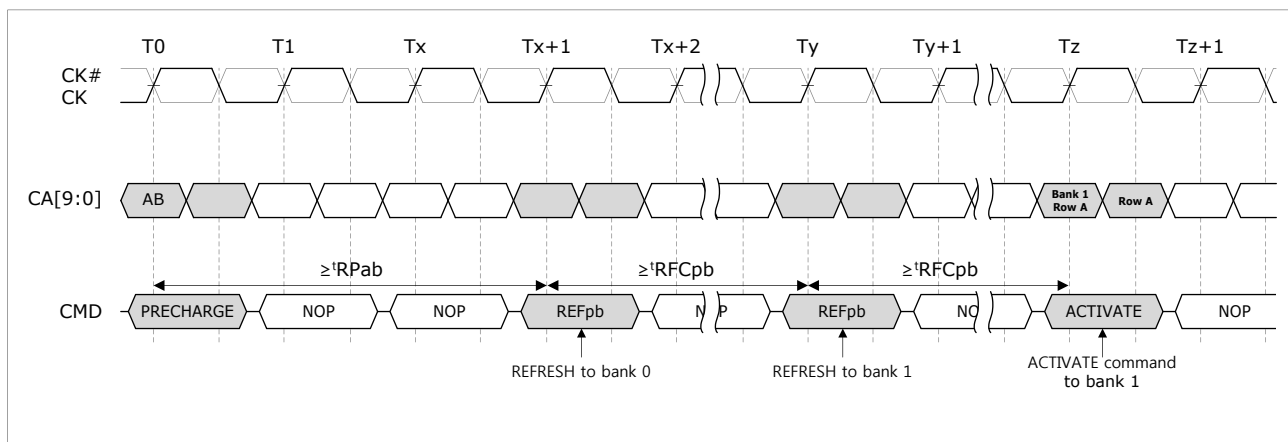 T0 T1 Tx Tx+1 Tx+2 Ty Ty+1 Tz Tz+1
CK#
CK
CA[9:0] AB Bank 1 Row A Row A
≥tRPab ≥tRFCpb ≥tRFCpb
CMD PRECHARGE NOP NOP REFpb NOP REFpb NOP ACTIVATE NOP
REFRESH to bank 0 REFRESH to bank 1 ACTIVATE command
to bank 1